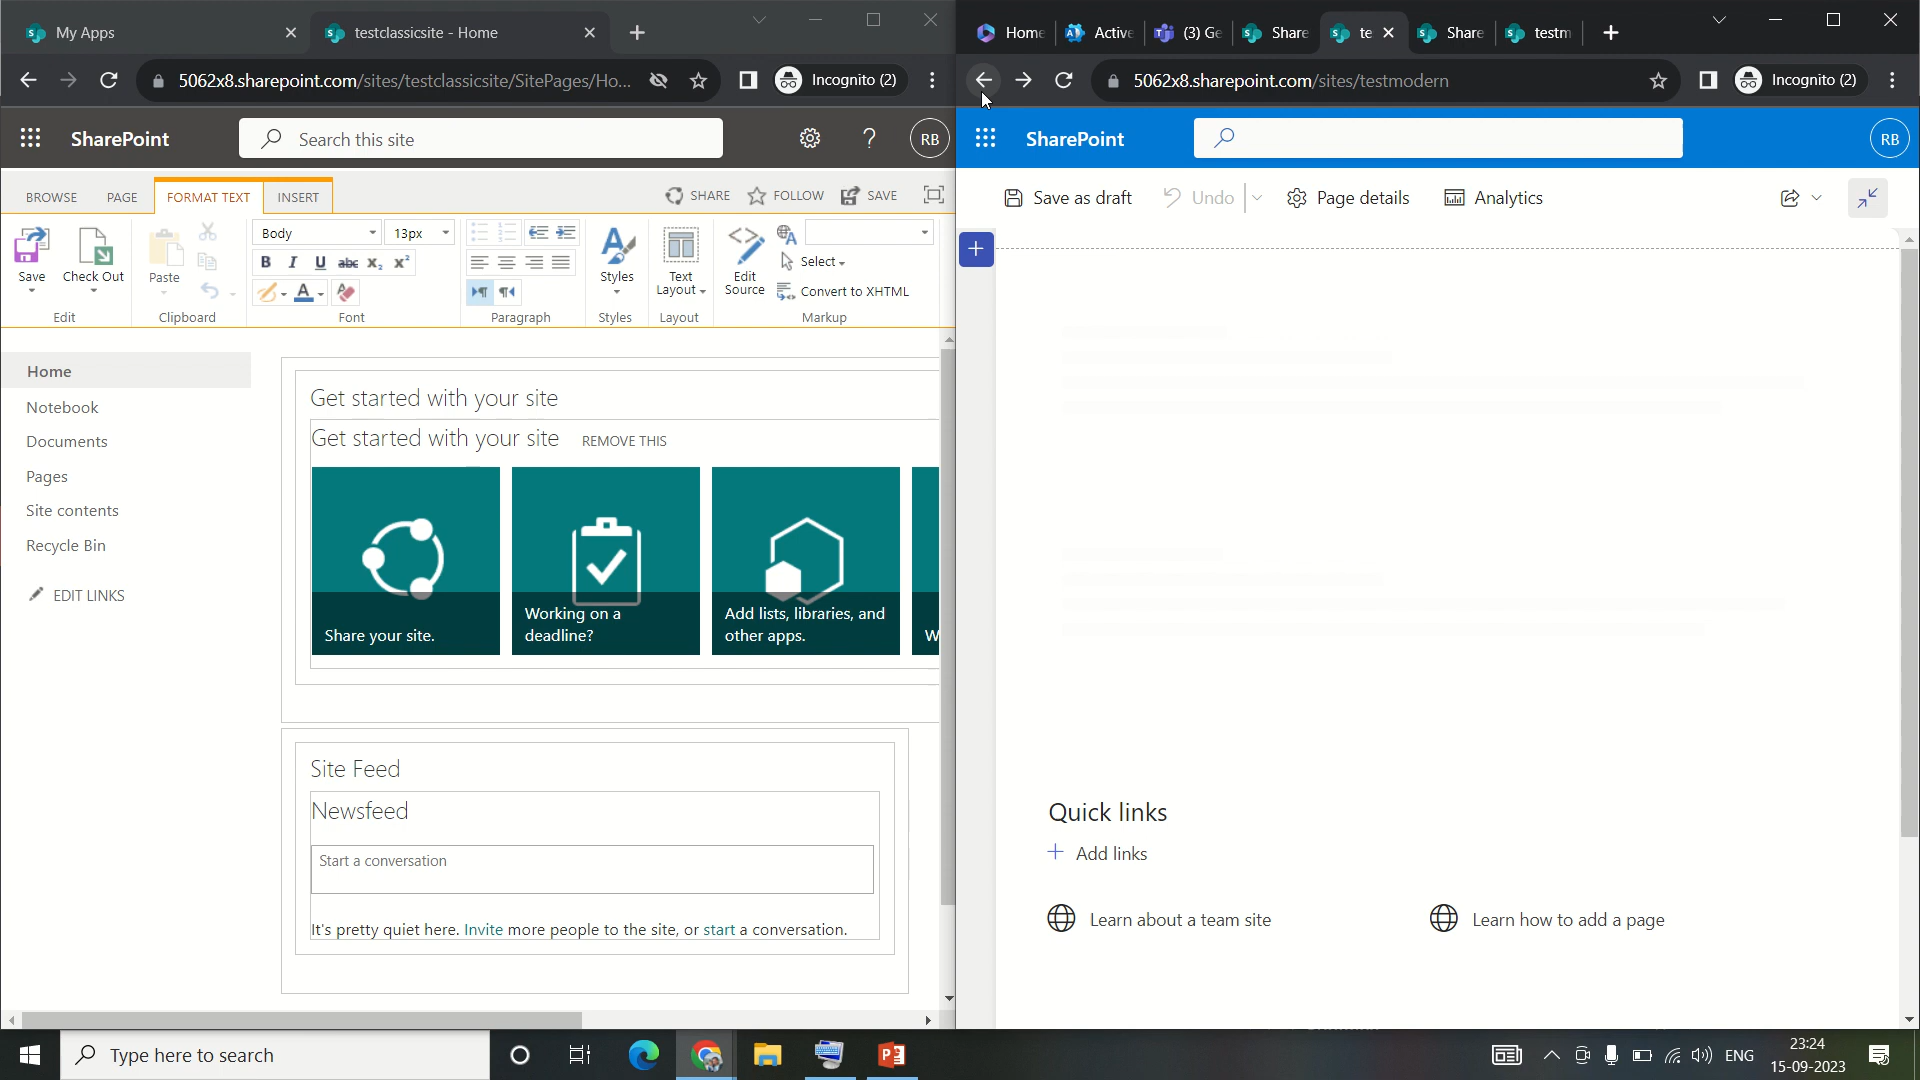 My Apps
testclassicsite - Home
5062x8.sharepoint.com/sites/testclassicsite/SitePages/Ho...
Incognito (2)
SharePoint
Search this site
RB
BROWSE
PAGE
FORMAT TEXT
INSERT
SHARE
FOLLOW
SAVE
Save
Check Out
Edit
Paste
Clipboard
Body
13px
B I U abc X₂ X²
A
Font
Paragraph
Styles
Styles
Text
Layout
Layout
Edit
Source
Select
Convert to XHTML
Markup
Home
Notebook
Documents
Pages
Site contents
Recycle Bin
EDIT LINKS
Get started with your site
Get started with your site
REMOVE THIS
Share your site.
Working on a
deadline?
Add lists, libraries, and
other apps.
W
Site Feed
Newsfeed
Start a conversation
It's pretty quiet here. Invite more people to the site, or start a conversation.
Home
Active
(3) Ge
Share
te
Share
testm
5062x8.sharepoint.com/sites/testmodern
Incognito (2)
SharePoint
RB
Save as draft
Undo
Page details
Analytics
Quick links
Add links
Learn about a team site
Learn how to add a page
Type here to search
ENG
23:24
15-09-2023